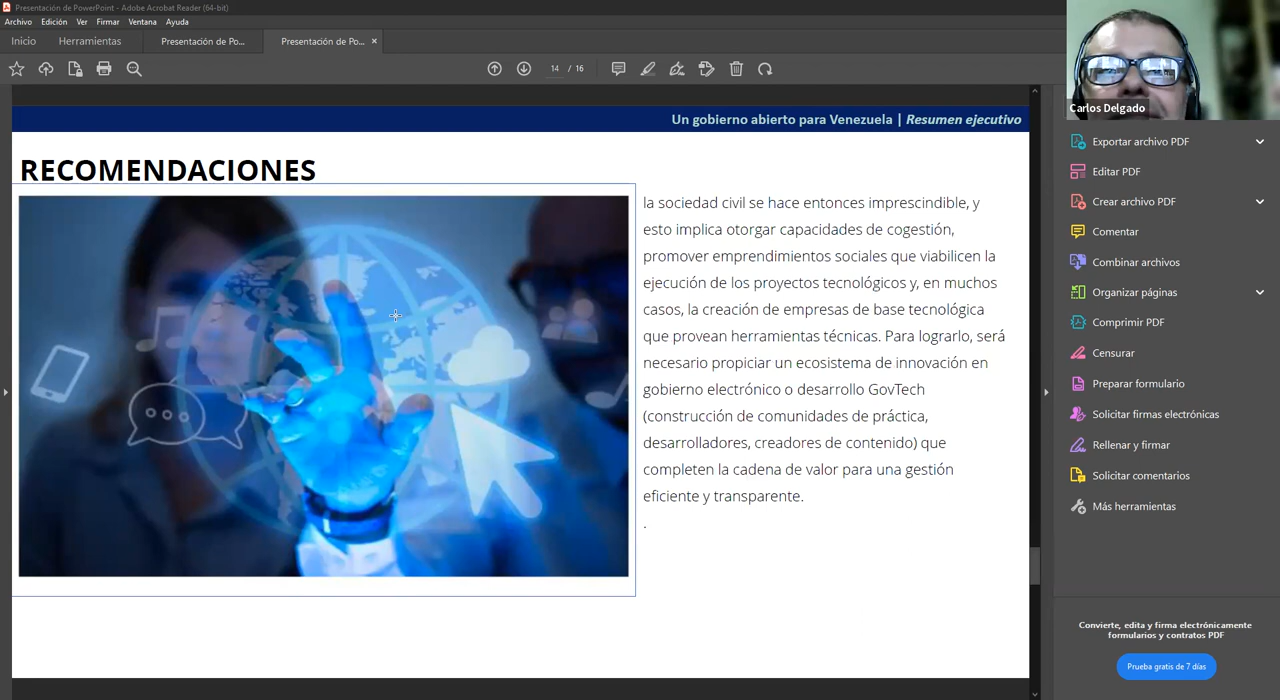 Presentación de PowerPoint - Adobe Acrobat Reader (64-bit)
Archivo Edición Ver Firmar Ventana Ayuda
Inicio Herramientas Presentación de Po... Presentación de Po... ×
14 / 16
Carlos Delgado
Un gobierno abierto para Venezuela | Resumen ejecutivo
RECOMENDACIONES
la sociedad civil se hace entonces imprescindible, y
esto implica otorgar capacidades de cogestión,
promover emprendimientos sociales que viabilicen la
ejecución de los proyectos tecnológicos y, en muchos
casos, la creación de empresas de base tecnológica
que provean herramientas técnicas. Para lograrlo, será
necesario propiciar un ecosistema de innovación en
gobierno electrónico o desarrollo GovTech
(construcción de comunidades de práctica,
desarrolladores, creadores de contenido) que
completen la cadena de valor para una gestión
eficiente y transparente.
.
Exportar archivo PDF
Editar PDF
Crear archivo PDF
Comentar
Combinar archivos
Organizar páginas
Comprimir PDF
Censurar
Preparar formulario
Solicitar firmas electrónicas
Rellenar y firmar
Solicitar comentarios
Más herramientas
Convierte, edita y firma electrónicamente
formularios y contratos PDF
Prueba gratis de 7 días